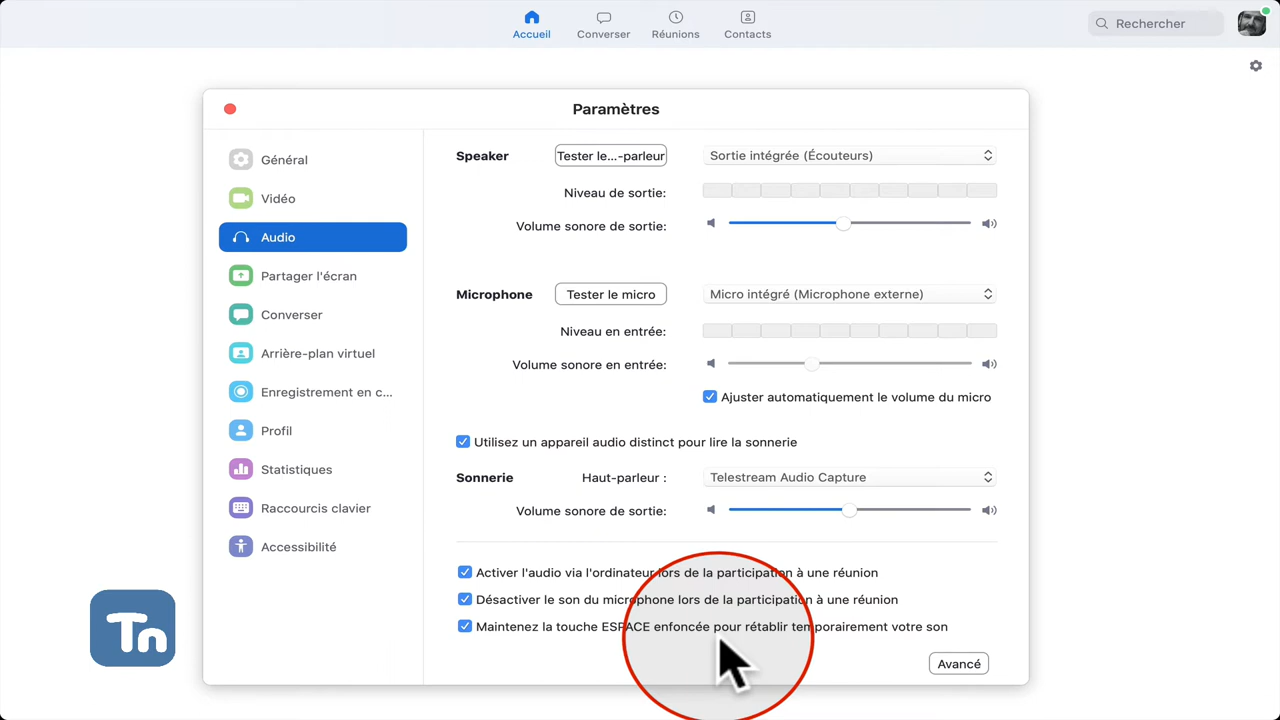 Accueil
Converser
Réunions
Contacts
Rechercher
Paramètres
Général
Vidéo
Audio
Partager l'écran
Converser
Arrière-plan virtuel
Enregistrement en c...
Profil
Statistiques
Raccourcis clavier
Accessibilité
Speaker
Tester le...-parleur
Sortie intégrée (Écouteurs)
Niveau de sortie:
Volume sonore de sortie:
Microphone
Tester le micro
Micro intégré (Microphone externe)
Niveau en entrée:
Volume sonore en entrée:
Ajuster automatiquement le volume du micro
Utilisez un appareil audio distinct pour lire la sonnerie
Sonnerie
Haut-parleur :
Telestream Audio Capture
Volume sonore de sortie:
Activer l'audio via l'ordinateur lors de la participation à une réunion
Désactiver le son du microphone lors de la participation à une réunion
Maintenez la touche ESPACE enfoncée pour rétablir temporairement votre son
Avancé
Tn